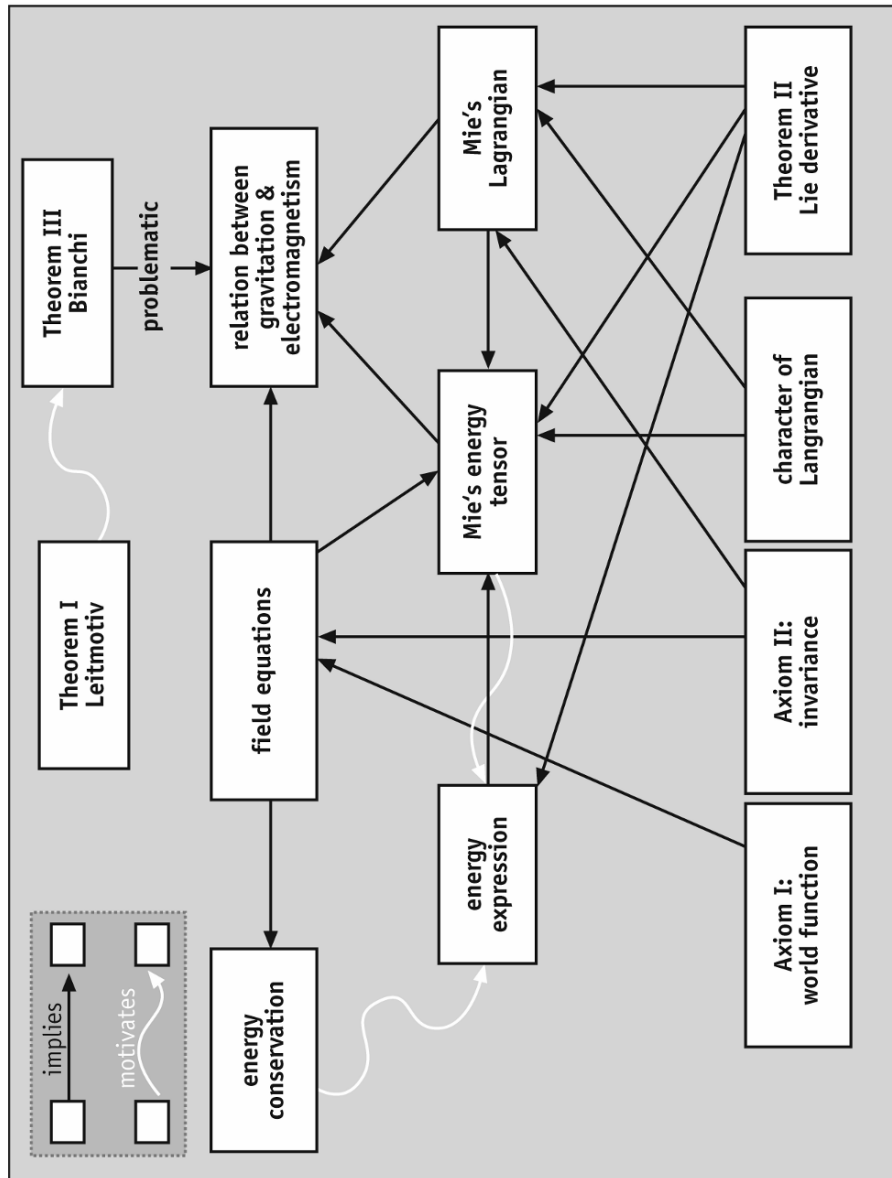 implies
motivates
Theorem I
Leitmotiv
Theorem III
Bianchi
problematic
energy
conservation
field equations
relation between
gravitation &
electromagnetism
energy
expression
Mie's energy
tensor
Mie's
Lagrangian
Axiom I:
world function
Axiom II:
invariance
character of
Langrangian
Theorem II
Lie derivative